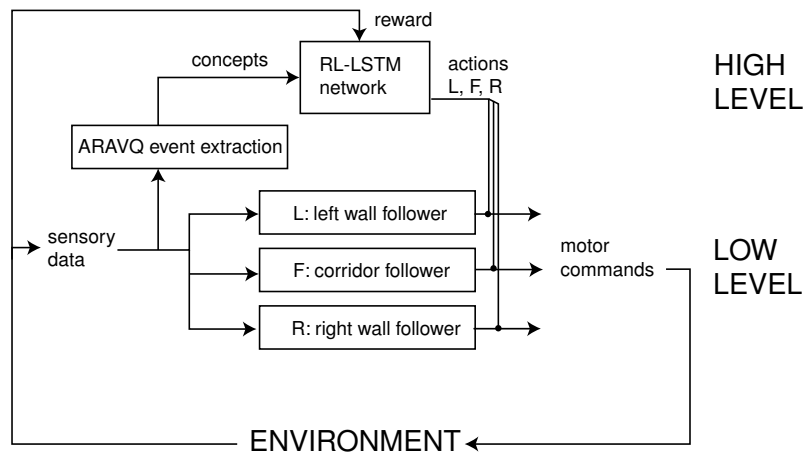 reward
concepts
RL-LSTM
network
actions
L, F, R
HIGH
LEVEL
ARAVQ event extraction
L: left wall follower
sensory
data
F: corridor follower
motor
commands
LOW
LEVEL
R: right wall follower
ENVIRONMENT